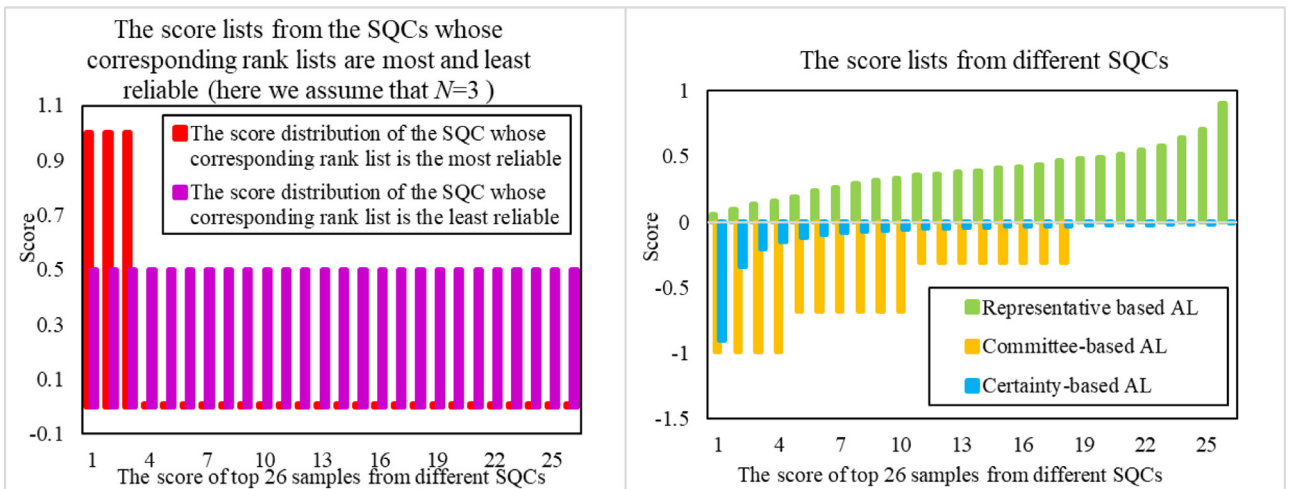 The score lists from the SQCs whose
corresponding rank lists are most and least
reliable (here we assume that N=3 )
1.1
0.9
0.7
0.5
0.3
0.1
-0.1
Score
The score distribution of the SQC whose
corresponding rank list is the most reliable
The score distribution of the SQC whose
corresponding rank list is the least reliable
1 4 7 10 13 16 19 22 25
The score of top 26 samples from different SQCs
The score lists from different SQCs
1
0.5
0
-0.5
-1
-1.5
Score
Representative based AL
Committee-based AL
Certainty-based AL
1 4 7 10 13 16 19 22 25
The score of top 26 samples from different SQCs